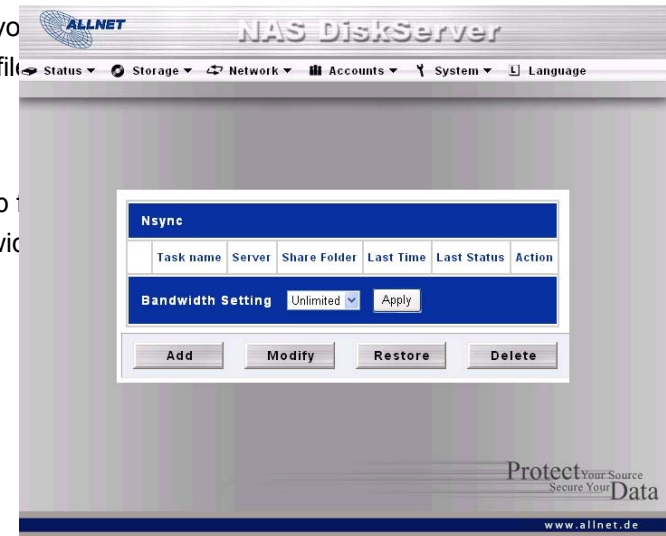 ALLNET
NAS DiskServer
Status Storage Network Accounts System Language
Nsync
Task name Server Share Folder Last Time Last Status Action
Bandwidth Setting Unlimited Apply
Add Modify Restore Delete
Protect Your Source
Secure Your Data
www.allnet.de